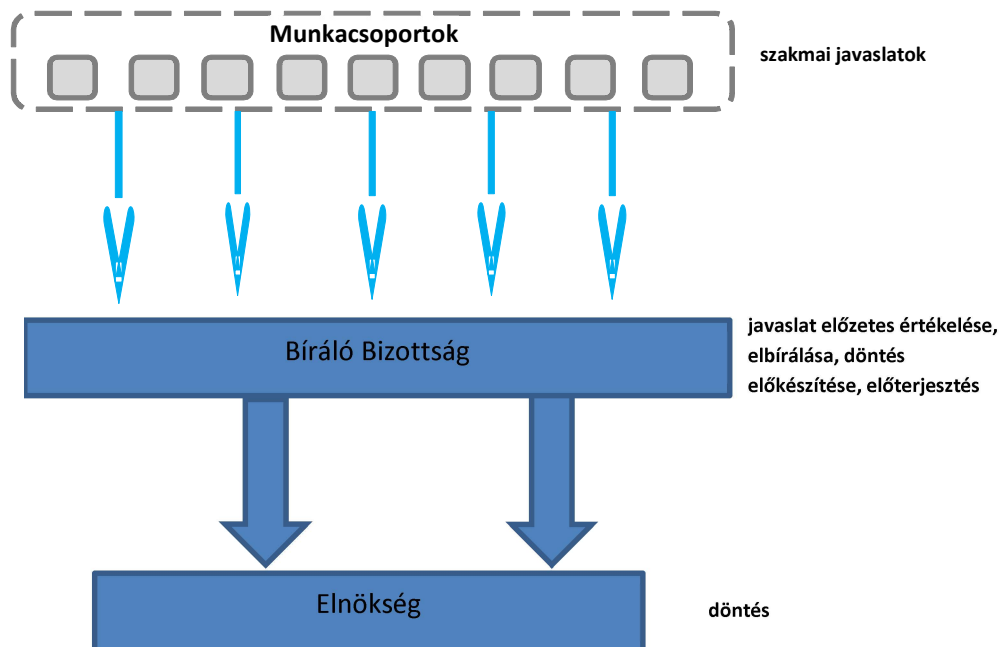 Munkacsoportok
szakmai javaslatok
Bíráló Bizottság
javaslat előzetes értékelése,
elbírálása, döntés
előkészítése, előterjesztés
Elnökség
döntés